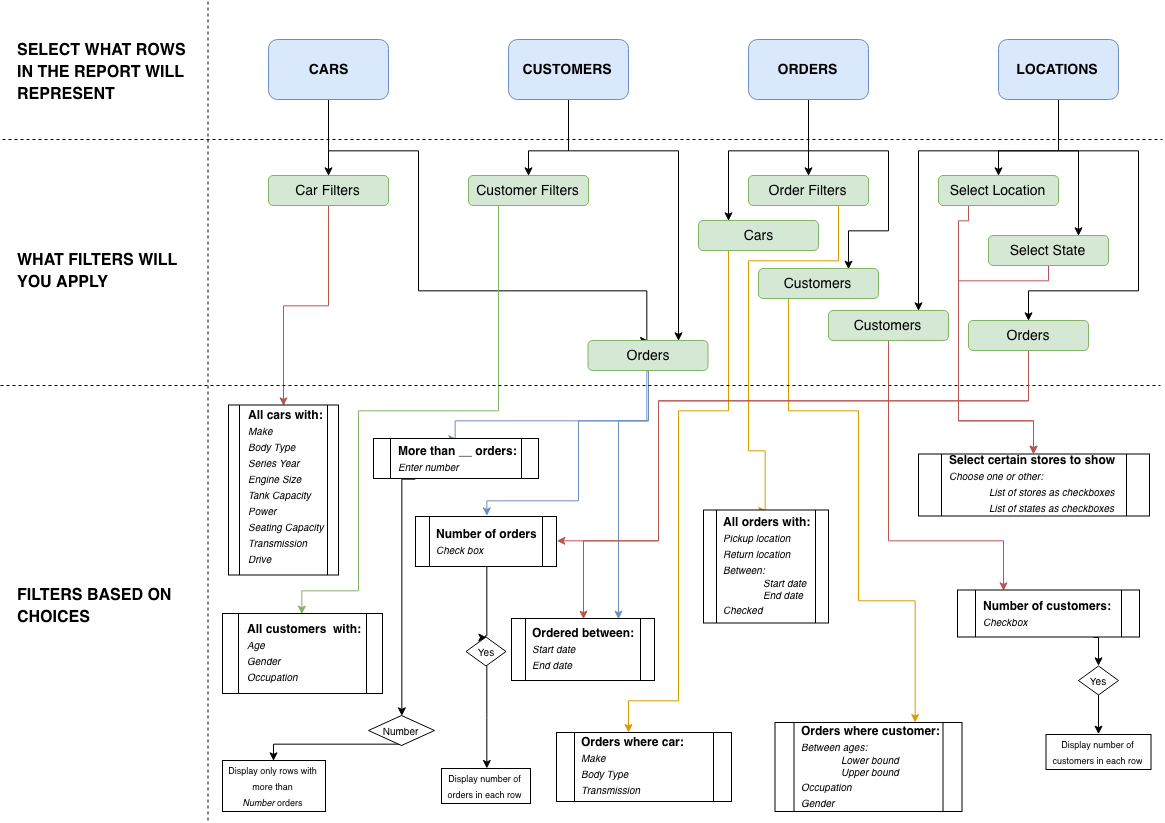 SELECT WHAT ROWS
IN THE REPORT WILL
REPRESENT
CARS
CUSTOMERS
ORDERS
LOCATIONS
WHAT FILTERS WILL
YOU APPLY
Car Filters
Customer Filters
Order Filters
Select Location
Cars
Select State
Customers
Customers
Orders
Orders
FILTERS BASED ON
CHOICES
All cars with:
Make
Body Type
Series Year
Engine Size
Tank Capacity
Power
Seating Capacity
Transmission
Drive
More than __ orders:
Enter number
Select certain stores to show
Choose one or other:
List of stores as checkboxes
List of states as checkboxes
Number of orders
Check box
All orders with:
Pickup location
Return location
Between:
Start date
End date
Checked
Number of customers:
Checkbox
All customers  with:
Age
Gender
Occupation
Ordered between:
Start date
End date
Yes
Yes
Number
Orders where car:
Make
Body Type
Transmission
Orders where customer:
Between ages:
Lower bound
Upper bound
Occupation
Gender
Display number of
customers in each row
Display only rows with
more than
Number orders
Display number of
orders in each row